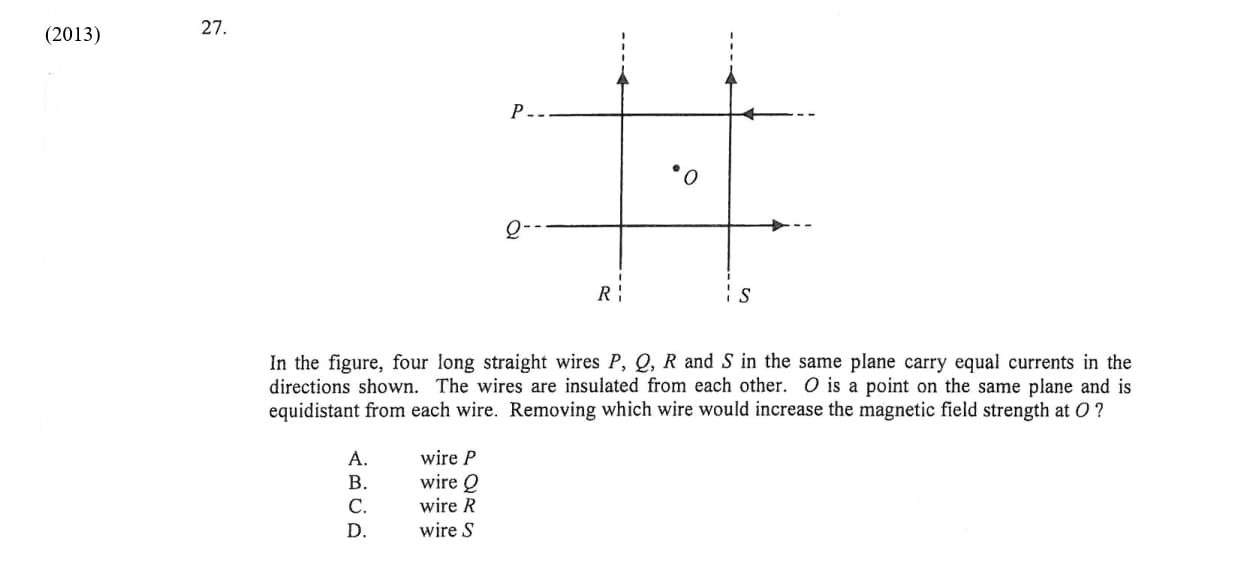 (2013) 27.
P
O
Q
R S
In the figure, four long straight wires P, Q, R and S in the same plane carry equal currents in the
directions shown. The wires are insulated from each other. O is a point on the same plane and is
equidistant from each wire. Removing which wire would increase the magnetic field strength at O ?
A. wire P
B. wire Q
C. wire R
D. wire S